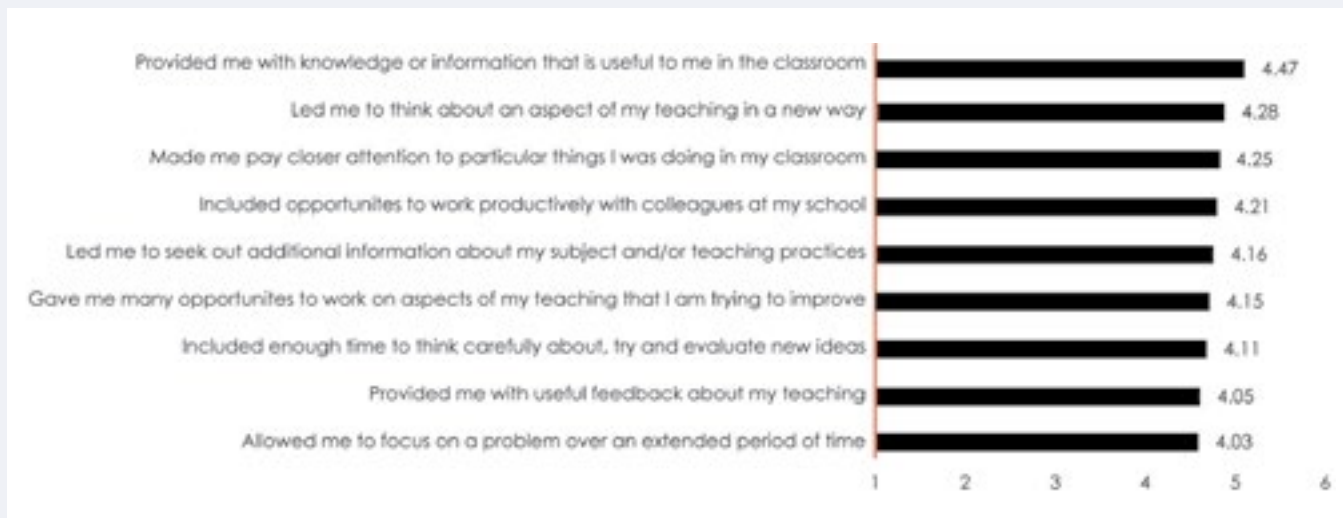 Provided me with knowledge or information that is useful to me in the classroom 4.47
Led me to think about an aspect of my teaching in a new way 4.28
Made me pay closer attention to particular things I was doing in my classroom 4.25
Included opportunites to work productively with colleagues at my school 4.21
Led me to seek out additional information about my subject and/or teaching practices 4.16
Gave me many opportunites to work on aspects of my teaching that I am trying to improve 4.15
Included enough time to think carefully about, try and evaluate new ideas 4.11
Provided me with useful feedback about my teaching 4.05
Allowed me to focus on a problem over an extended period of time 4.03
1 2 3 4 5 6